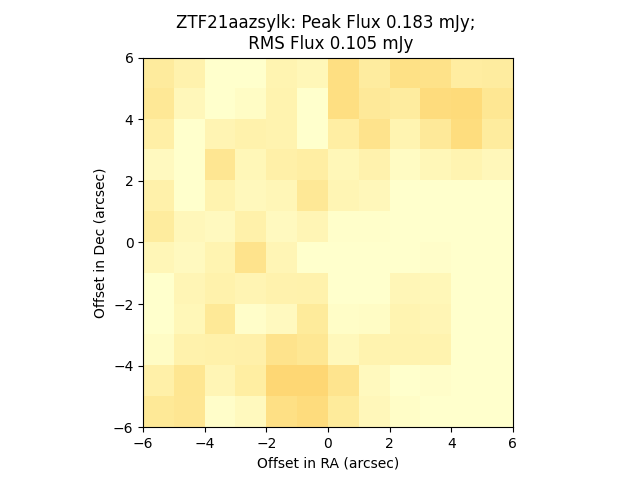 ZTF21aazsylk: Peak Flux 0.183 mJy;
RMS Flux 0.105 mJy
6
4
2
0
−2
−4
−6
Offset in Dec (arcsec)
−6 −4 −2 0 2 4 6
Offset in RA (arcsec)